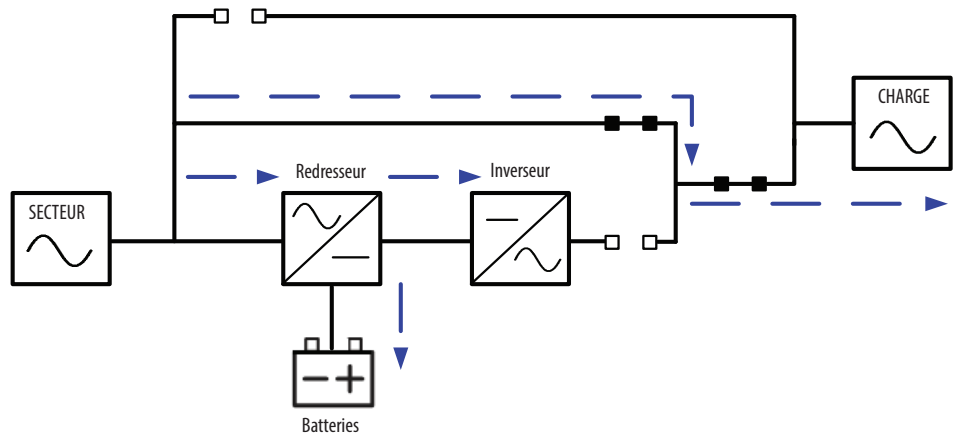 CHARGE
Redresseur
Inverseur
SECTEUR
Batteries